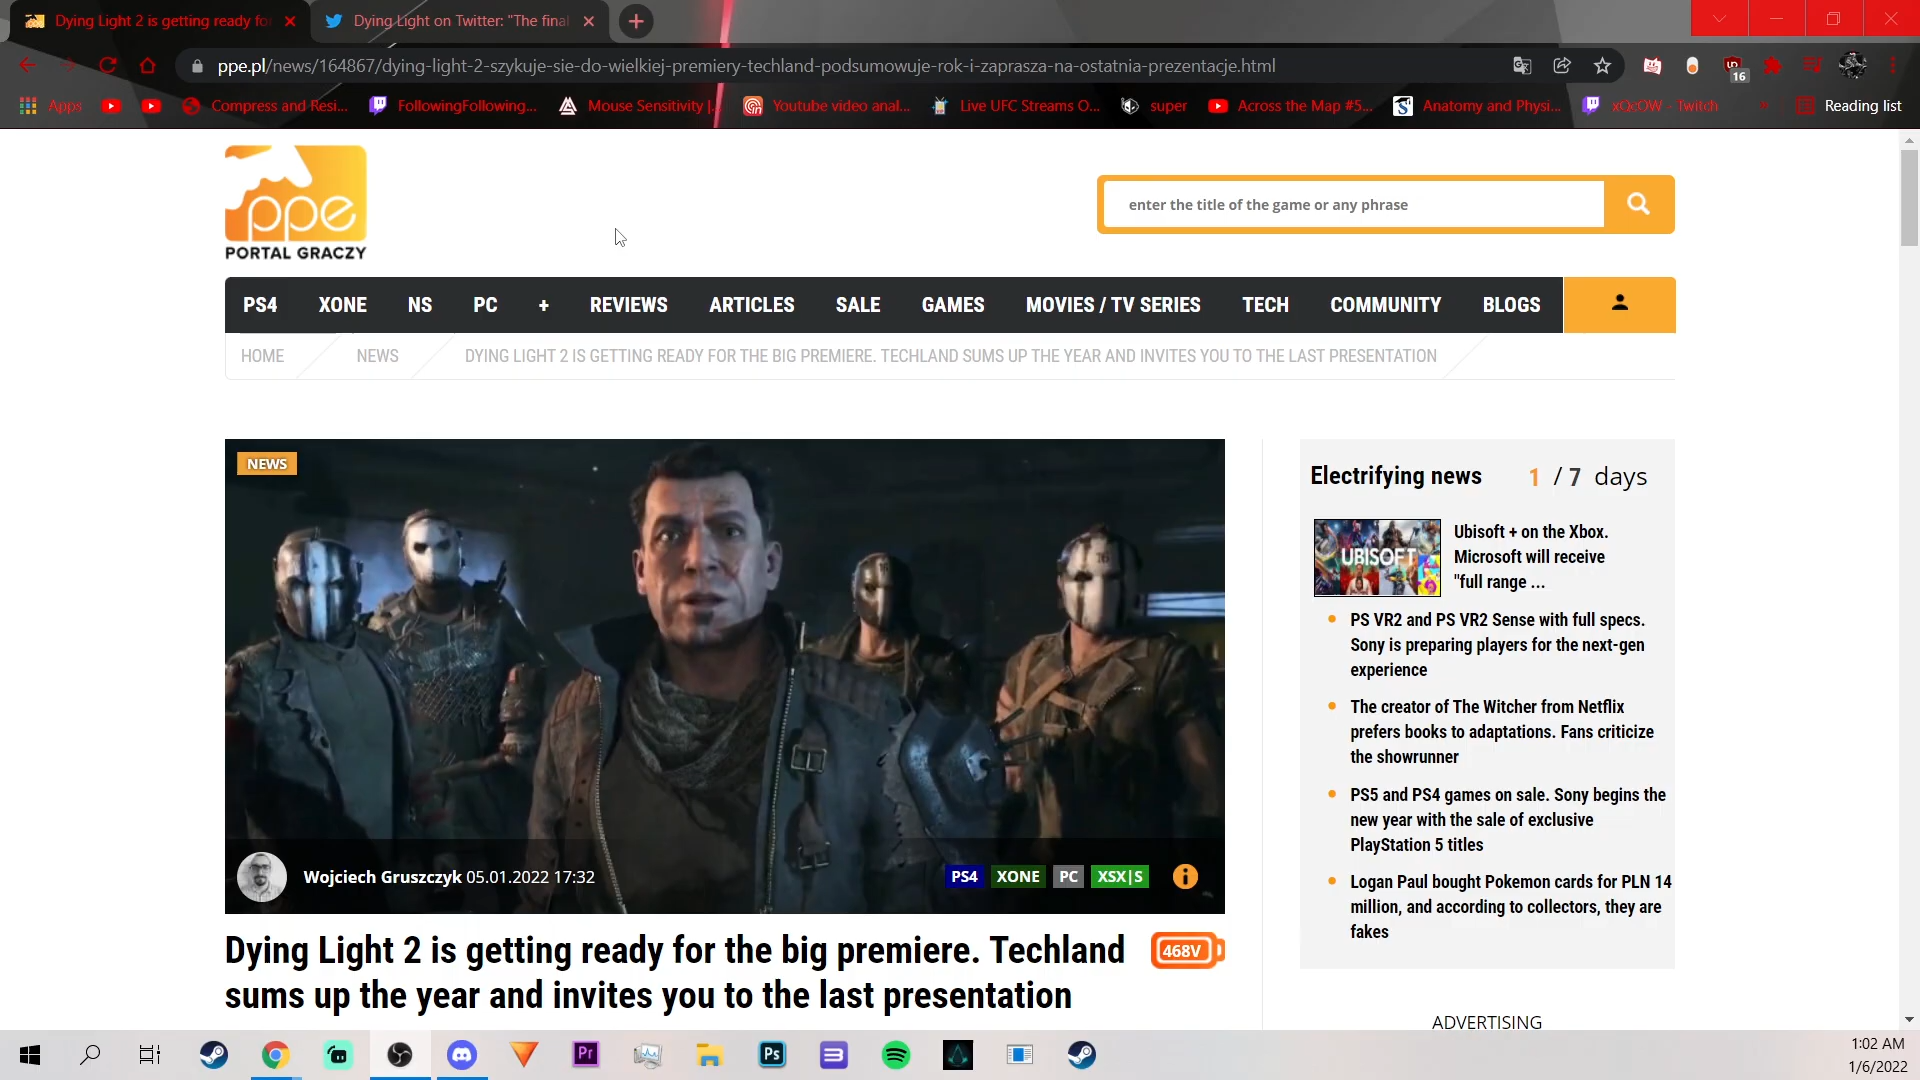 Dying Light 2 is getting ready fo
Dying Light on Twitter: "The final
ppe.pl/news/164867/dying-light-2-szykuje-sie-do-wielkiej-premiery-techland-podsumowuje-rok-i-zaprasza-na-ostatnia-prezentacje.html
16
Apps
Compress and Resi...
FollowingFollowing...
Mouse Sensitivity |...
Youtube video anal...
Live UFC Streams O...
super
Across the Map #5...
Anatomy and Physi...
xQcOW - Twitch
»
Reading list
ppe
PORTAL GRACZY
enter the title of the game or any phrase
PS4 XONE NS PC + REVIEWS ARTICLES SALE GAMES MOVIES / TV SERIES TECH COMMUNITY BLOGS
HOME NEWS DYING LIGHT 2 IS GETTING READY FOR THE BIG PREMIERE. TECHLAND SUMS UP THE YEAR AND INVITES YOU TO THE LAST PRESENTATION
NEWS
Wojciech Gruszczyk 05.01.2022 17:32
PS4 XONE PC XSX|S
Dying Light 2 is getting ready for the big premiere. Techland
468V
sums up the year and invites you to the last presentation
Electrifying news 1 / 7 days
UBISOFT
Ubisoft + on the Xbox.
Microsoft will receive
"full range ...
PS VR2 and PS VR2 Sense with full specs.
Sony is preparing players for the next-gen
experience
The creator of The Witcher from Netflix
prefers books to adaptations. Fans criticize
the showrunner
PS5 and PS4 games on sale. Sony begins the
new year with the sale of exclusive
PlayStation 5 titles
Logan Paul bought Pokemon cards for PLN 14
million, and according to collectors, they are
fakes
ADVERTISING
Pr
Ps
1:02 AM
1/6/2022